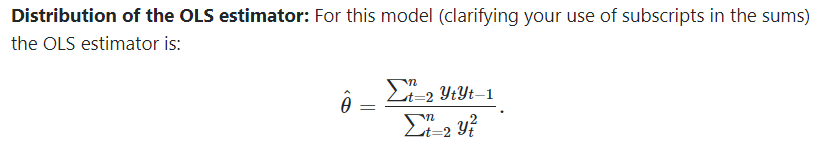 Distribution of the OLS estimator: For this model (clarifying your use of subscripts in the sums)
the OLS estimator is:
$$\hat{\theta} = \frac{\sum_{t=2}^{n} y_t y_{t-1}}{\sum_{t=2}^{n} y_t^2}.$$